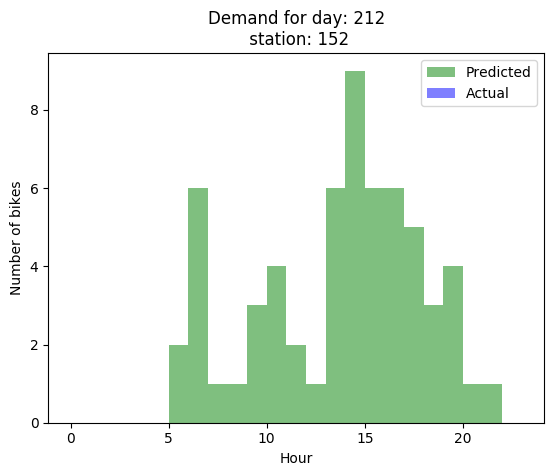 Demand for day: 212
station: 152
Predicted
Actual
Number of bikes
8
6
4
2
0
0
5
10
15
20
Hour